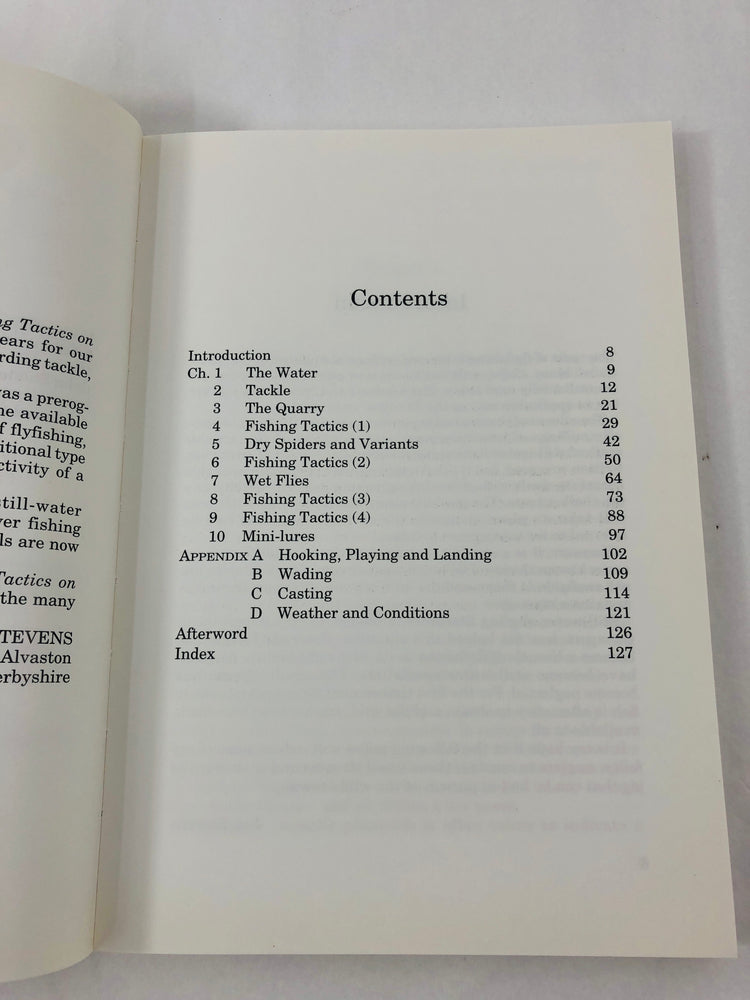 ng Tactics on
ears for our
rding tackle,
as a prerog-
ne available
f flyfishing,
itional type
ctivity of a
still-water
er fishing
ls are now
Tactics on
the many
TEVENS
Alvaston
erbyshire
Contents
Introduction 8
Ch. 1 The Water 9
2 Tackle 12
3 The Quarry 21
4 Fishing Tactics (1) 29
5 Dry Spiders and Variants 42
6 Fishing Tactics (2) 50
7 Wet Flies 64
8 Fishing Tactics (3) 73
9 Fishing Tactics (4) 88
10 Mini-lures 97
APPENDIX A Hooking, Playing and Landing 102
B Wading 109
C Casting 114
D Weather and Conditions 121
Afterword 126
Index 127